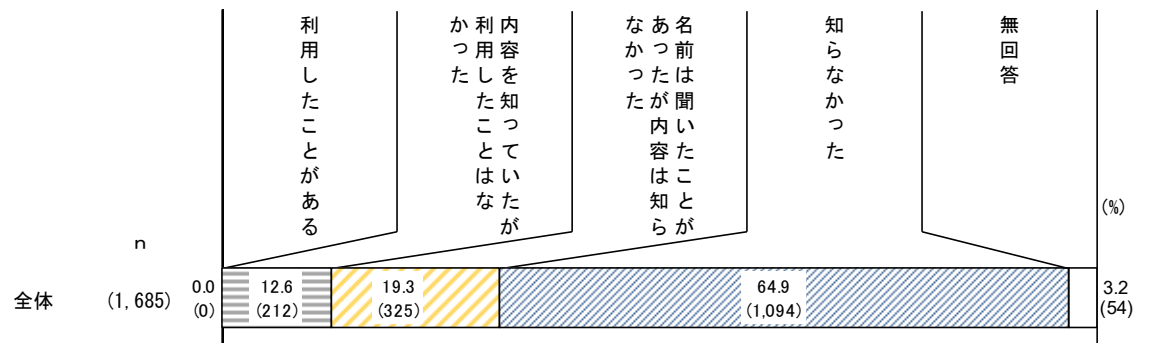 利用したことがある
内容を知っていたが
利用したことはな
かった
名前は聞いたことが
あったが内容は知ら
なかった
知らなかった
無回答
(%)
n
全体 (1,685) 0.0 12.6 19.3 64.9 3.2
(0) (212) (325) (1,094) (54)